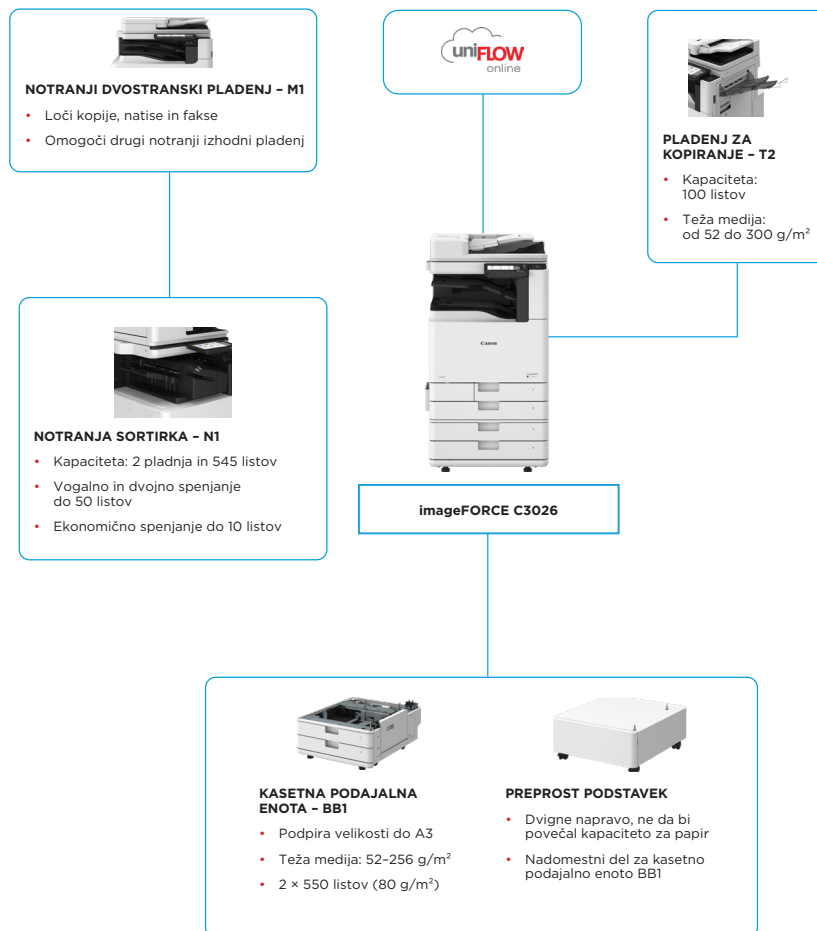 NOTRANJI DVOSTRANSKI PLADENJ – M1
• Loči kopije, natise in fakse
• Omogoči drugi notranji izhodni pladenj
uniFLOW
online
PLADENJ ZA
KOPIRANJE – T2
• Kapaciteta:
100 listov
• Teža medija:
od 52 do 300 g/m²
NOTRANJA SORTIRKA – N1
• Kapaciteta: 2 pladnja in 545 listov
• Vogalno in dvojno spenjanje
do 50 listov
• Ekonomično spenjanje do 10 listov
Canon
imageFORCE C3026
KASETNA PODAJALNA
ENOTA – BB1
• Podpira velikosti do A3
• Teža medija: 52–256 g/m²
• 2 × 550 listov (80 g/m²)
PREPROST PODSTAVEK
• Dvigne napravo, ne da bi
povečal kapaciteto za papir
• Nadomestni del za kasetno
podajalno enoto BB1